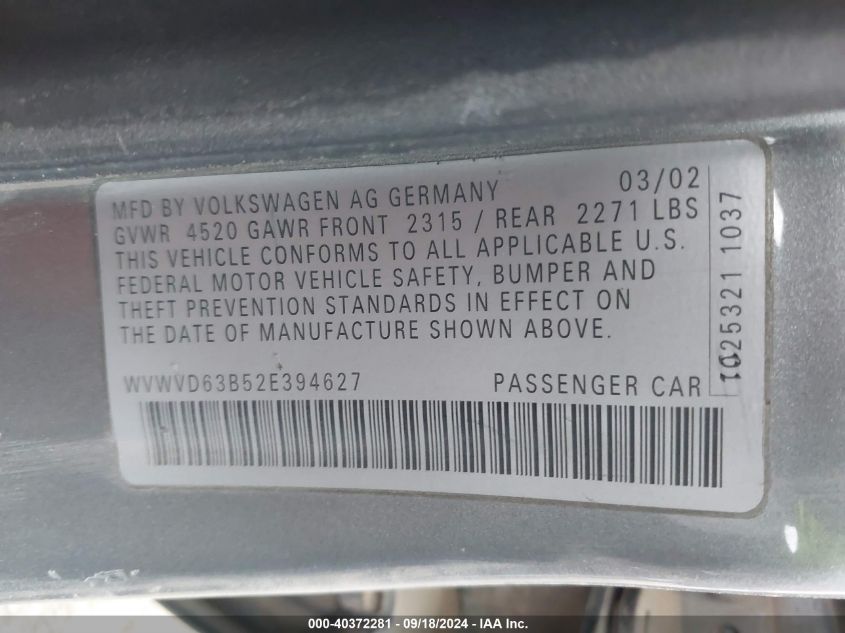 MFD BY VOLKSWAGEN AG GERMANY 03/02
GVWR 4520 GAWR FRONT 2315 / REAR 2271 LBS
THIS VEHICLE CONFORMS TO ALL APPLICABLE U.S.
FEDERAL MOTOR VEHICLE SAFETY, BUMPER AND
THEFT PREVENTION STANDARDS IN EFFECT ON
THE DATE OF MANUFACTURE SHOWN ABOVE.
WVWVD63B52E394627 PASSENGER CAR
1C25321 1037
000-40372281 - 09/18/2024 - IAA Inc.